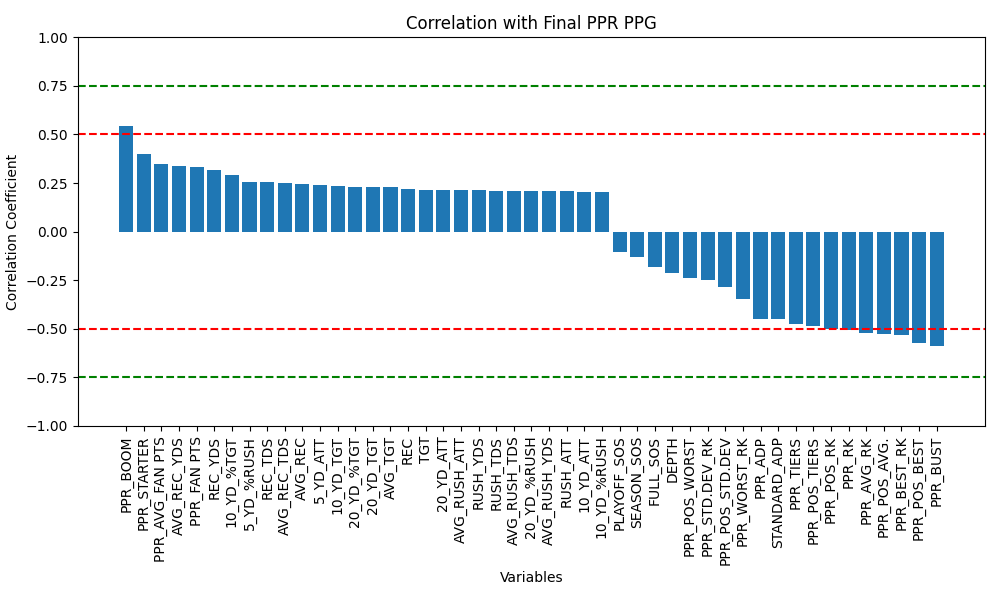 Correlation with Final PPR PPG
1.00
0.75
0.50
0.25
0.00
−0.25
−0.50
−0.75
−1.00
Correlation Coefficient
PPR_BOOM
PPR_STARTER
PPR_AVG FAN PTS
AVG_REC_YDS
PPR_FAN PTS
REC_YDS
10_YD_%TGT
5_YD_%RUSH
REC_TDS
AVG_REC_TDS
AVG_REC
5_YD_ATT
10_YD_TGT
20_YD_%TGT
20_YD_TGT
AVG_TGT
REC
TGT
20_YD_ATT
AVG_RUSH_ATT
RUSH_YDS
RUSH_TDS
AVG_RUSH_TDS
20_YD_%RUSH
AVG_RUSH_YDS
RUSH_ATT
10_YD_ATT
10_YD_%RUSH
PLAYOFF_SOS
SEASON_SOS
FULL_SOS
DEPTH
PPR_POS_WORST
PPR_STD.DEV_RK
PPR_POS_STD.DEV
PPR_WORST_RK
PPR_ADP
STANDARD_ADP
PPR_TIERS
PPR_POS_TIERS
PPR_POS_RK
PPR_RK
PPR_AVG_RK
PPR_POS_AVG.
PPR_BEST_RK
PPR_POS_BEST
PPR_BUST
Variables